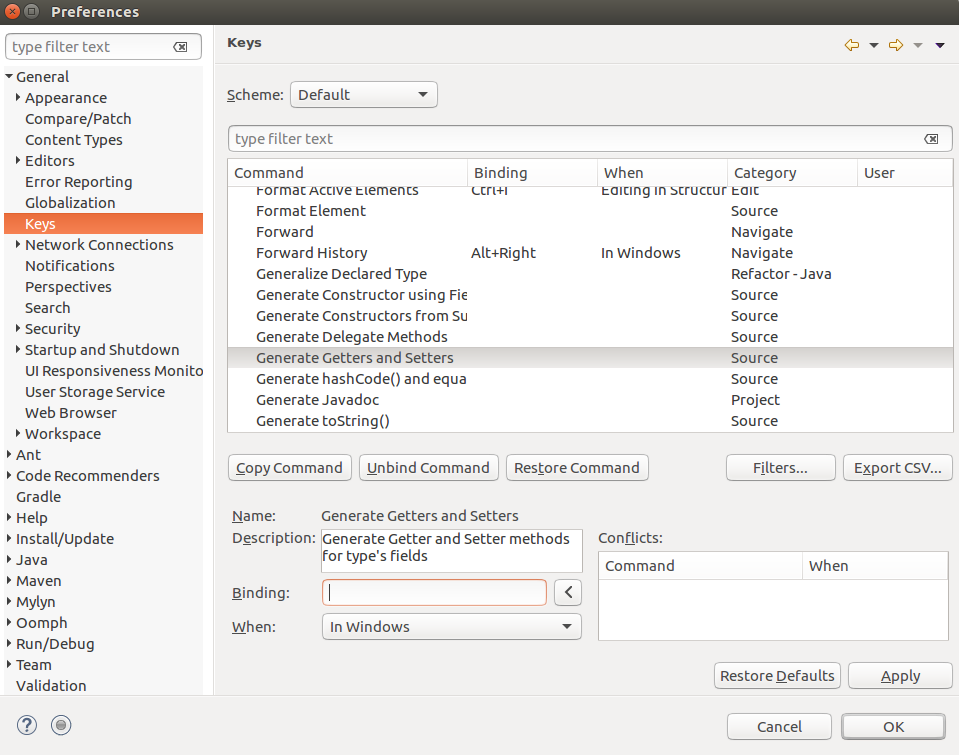 Preferences
type filter text
General
Appearance
Compare/Patch
Content Types
Editors
Error Reporting
Globalization
Keys
Network Connections
Notifications
Perspectives
Search
Security
Startup and Shutdown
UI Responsiveness Monito
User Storage Service
Web Browser
Workspace
Ant
Code Recommenders
Gradle
Help
Install/Update
Java
Maven
Mylyn
Oomph
Run/Debug
Team
Validation
Keys
Scheme: Default
type filter text
Command Binding When Category User
Format Active Elements Ctrl+I Editing in Structur Edit
Format Element Source
Forward Navigate
Forward History Alt+Right In Windows Navigate
Generalize Declared Type Refactor - Java
Generate Constructor using Fie Source
Generate Constructors from Su Source
Generate Delegate Methods Source
Generate Getters and Setters Source
Generate hashCode() and equa Source
Generate Javadoc Project
Generate toString() Source
Copy Command Unbind Command Restore Command Filters... Export CSV...
Name: Generate Getters and Setters
Description: Generate Getter and Setter methods
for type's fields
Conflicts:
Command When
Binding:
When: In Windows
Restore Defaults Apply
Cancel OK